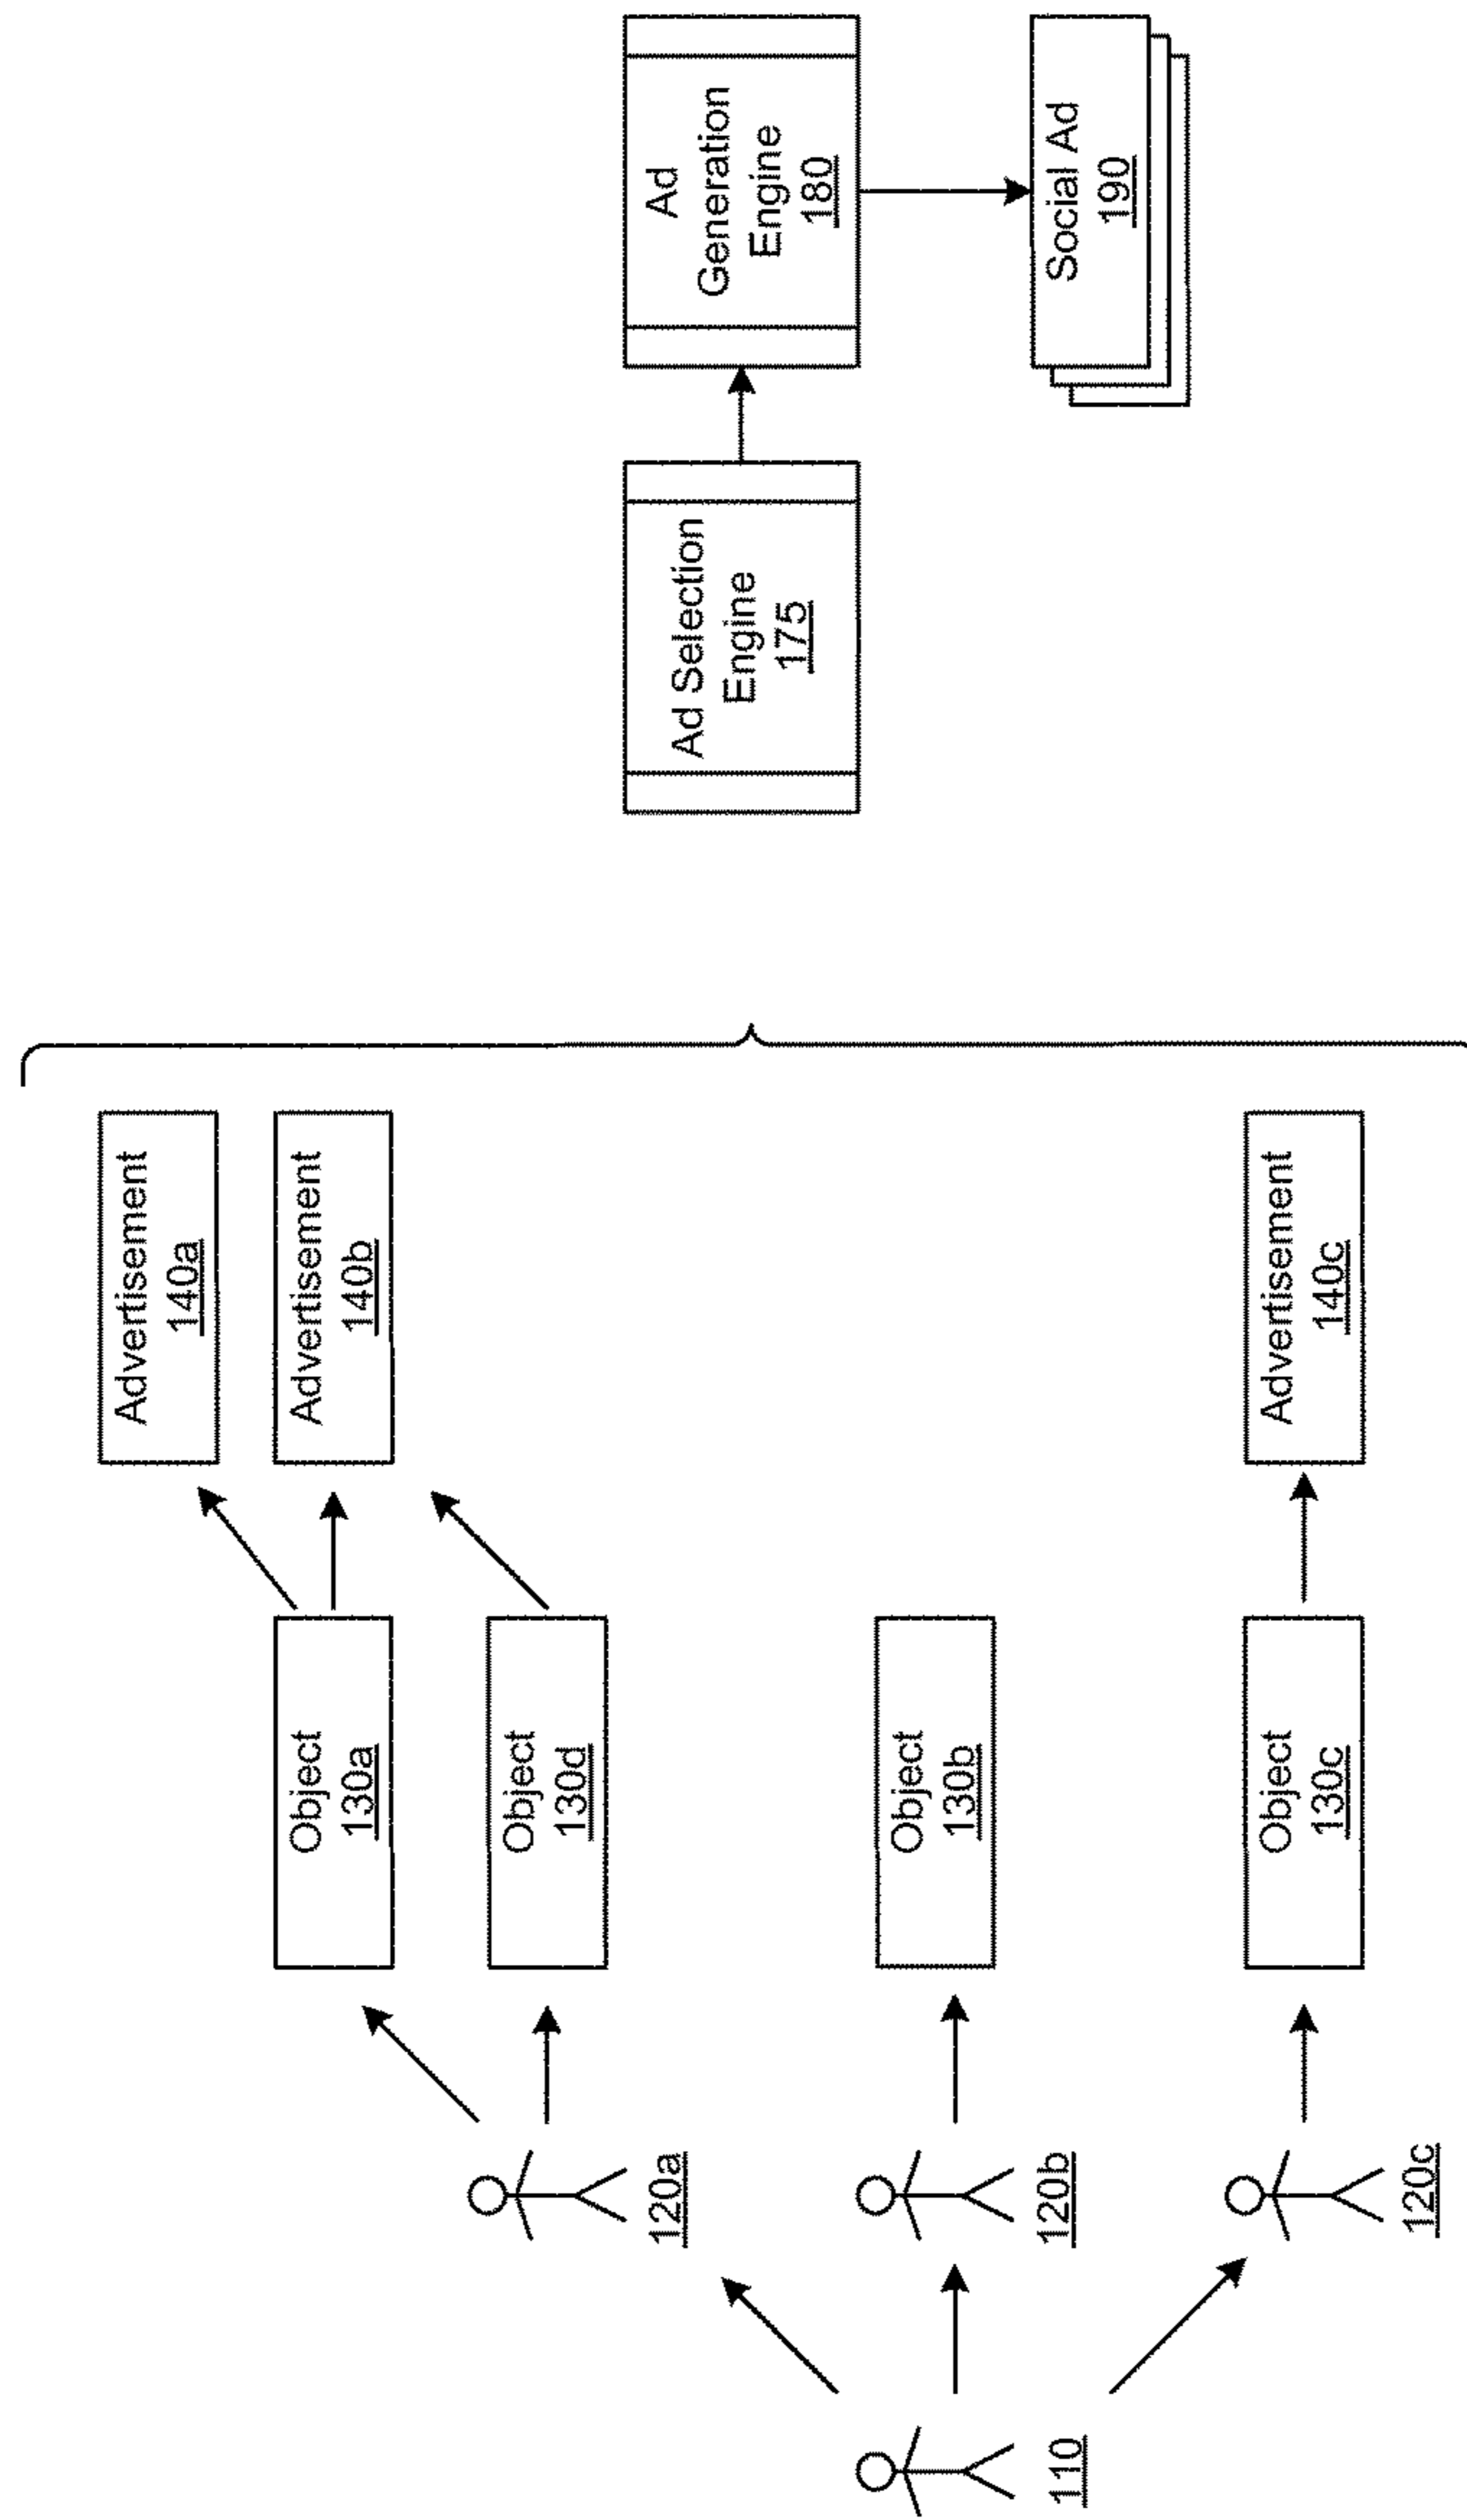 110
120a
120b
120c
Object
130a
Object
130d
Object
130b
Object
130c
Advertisement
140a
Advertisement
140b
Advertisement
140c
Ad Selection
Engine
175
Ad
Generation
Engine
180
Social Ad
190